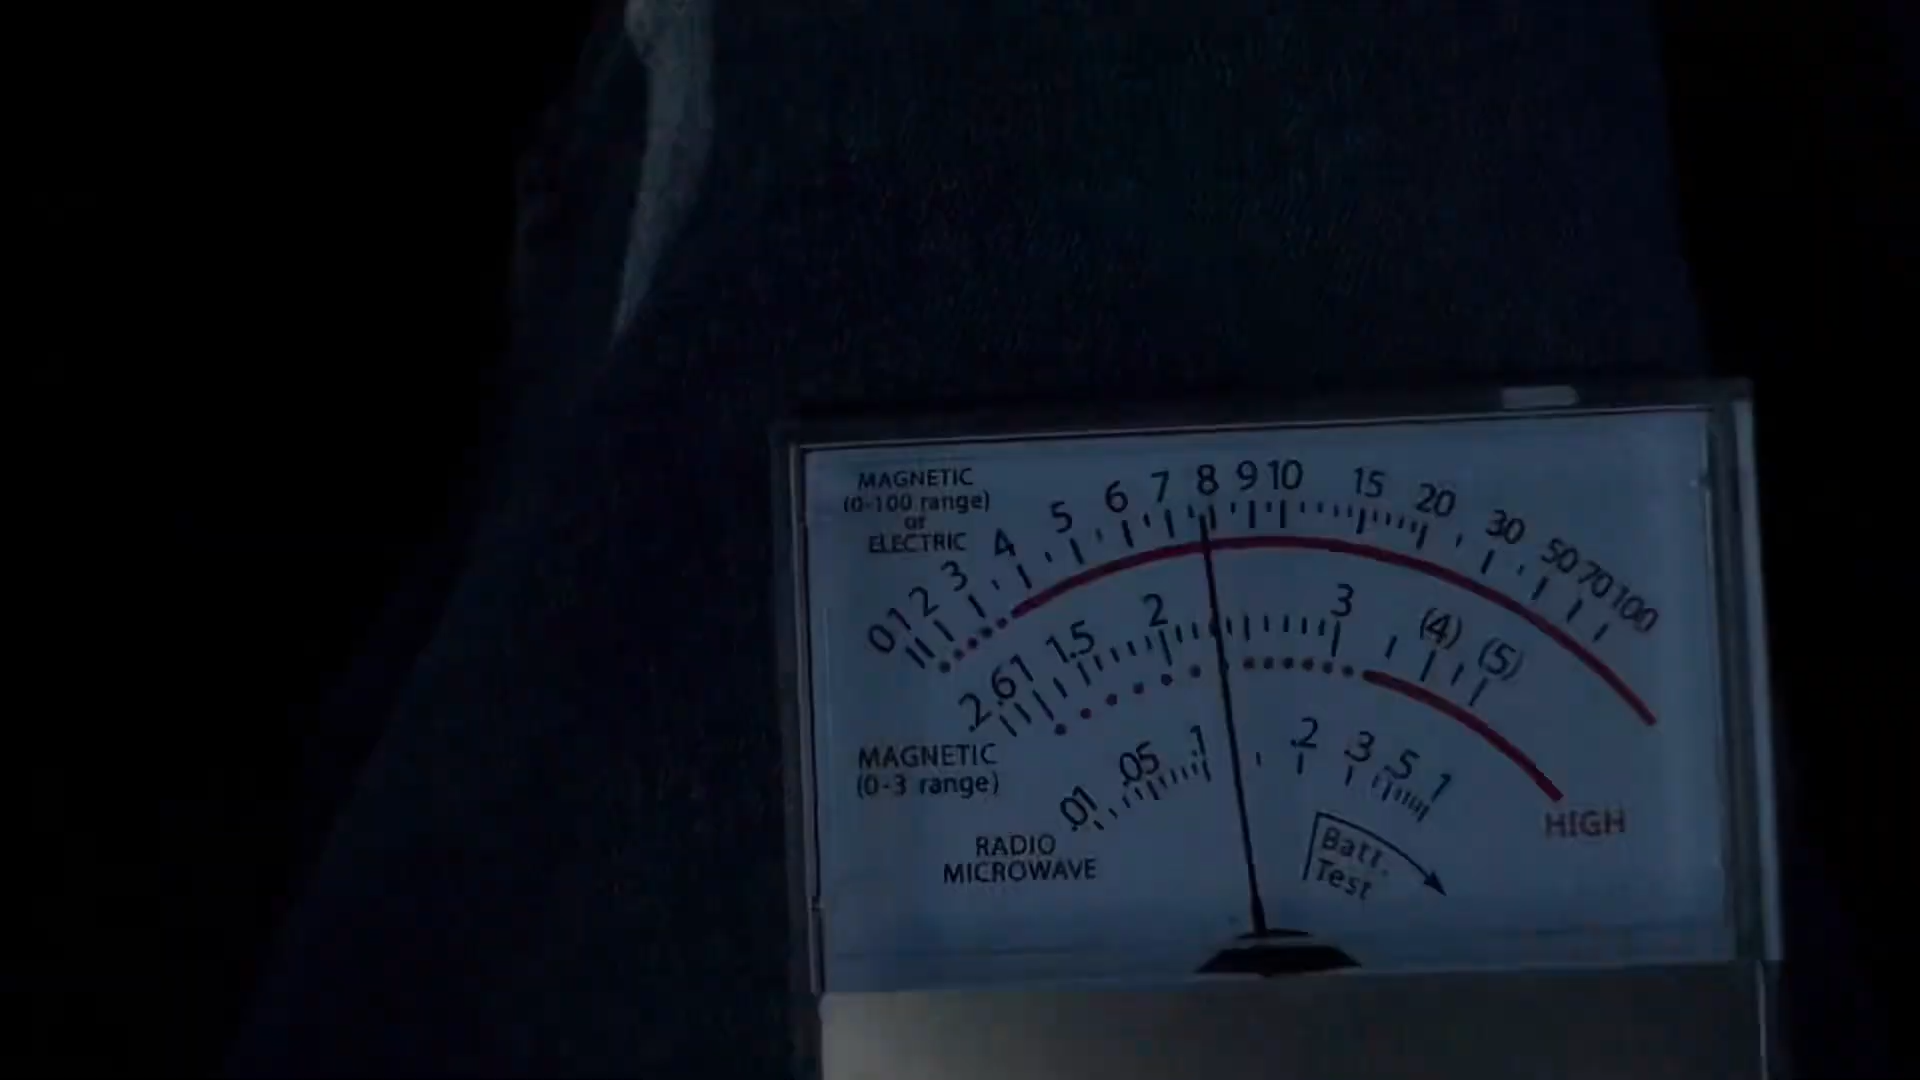 MAGNETIC
(0-100 range)
or
ELECTRIC
0 1 2 3 4 5 6 7 8 9 10 15 20 30 50 70 100
.2 .6 1 1.5 2 3 (4) (5)
MAGNETIC
(0-3 range)
.01 .05 .1 .2 .3 .5 1
RADIO
MICROWAVE
HIGH
Batt.
Test